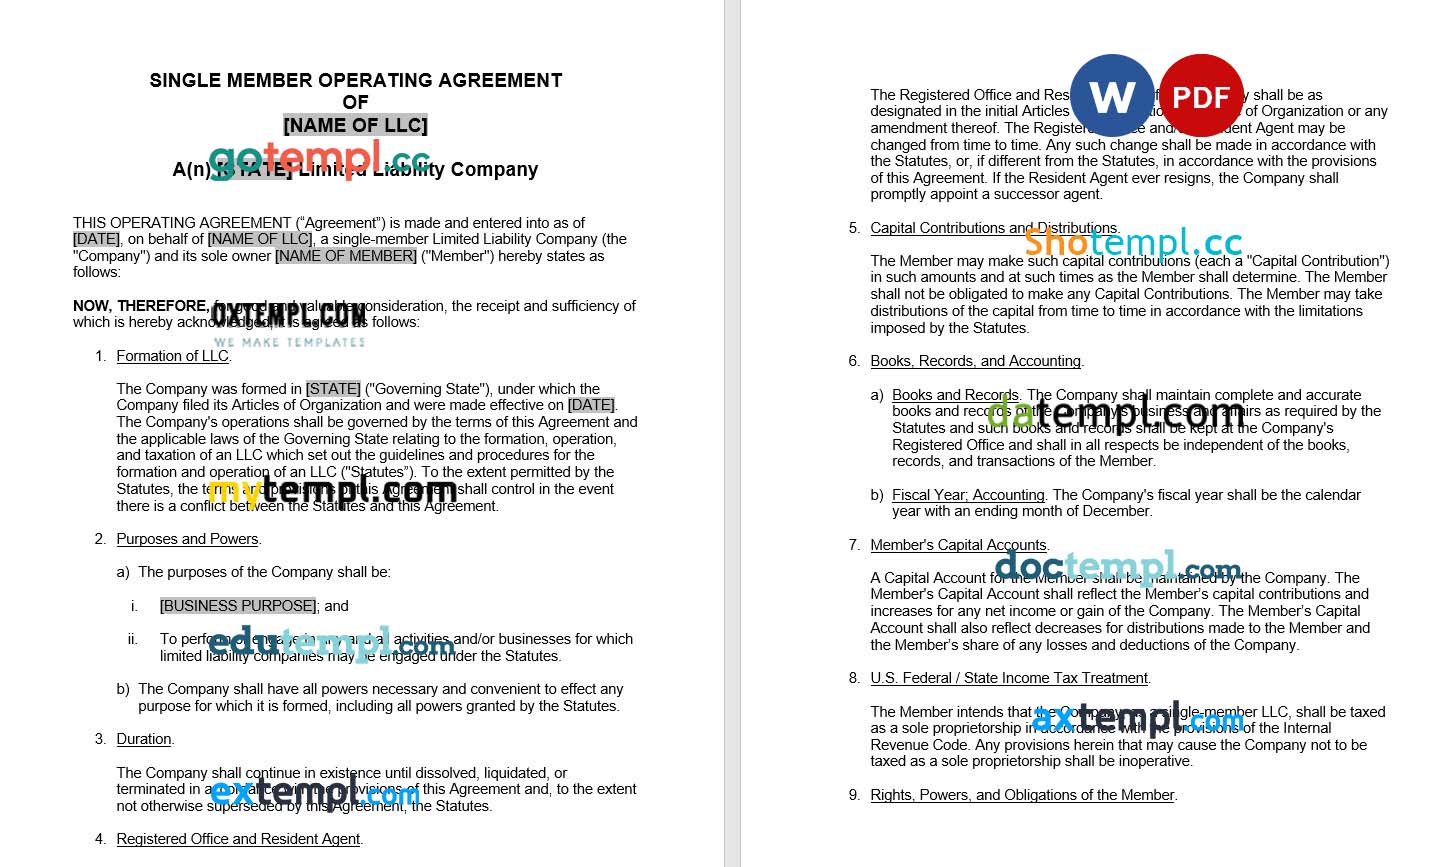 SINGLE MEMBER OPERATING AGREEMENT
OF
[NAME OF LLC]
gotempl.cc
A(n) [STATE] Limited Liability Company
THIS OPERATING AGREEMENT (“Agreement”) is made and entered into as of
[DATE], on behalf of [NAME OF LLC], a single-member Limited Liability Company (the
"Company") and its sole owner [NAME OF MEMBER] ("Member") hereby states as
follows:
NOW, THEREFORE, for good and valuable consideration, the receipt and sufficiency of
OXTEMPL.COM
which is hereby acknowledged, it is agreed as follows:
WE MAKE TEMPLATES
1. Formation of LLC.
The Company was formed in [STATE] ("Governing State"), under which the
Company filed its Articles of Organization and were made effective on [DATE].
The Company's operations shall be governed by the terms of this Agreement and
the applicable laws of the Governing State relating to the formation, operation,
and taxation of an LLC which set out the guidelines and procedures for the
formation and operation of an LLC ("Statutes”). To the extent permitted by the
Statutes, the terms and provisions of this Agreement shall control in the event
mytempl.com
there is a conflict between the Statutes and this Agreement.
2. Purposes and Powers.
a) The purposes of the Company shall be:
i. [BUSINESS PURPOSE]; and
ii. To perform or engage in any and all activities and/or businesses for which
edutempl.com
limited liability companies may be engaged under the Statutes.
b) The Company shall have all powers necessary and convenient to effect any
purpose for which it is formed, including all powers granted by the Statutes.
3. Duration.
The Company shall continue in existence until dissolved, liquidated, or
terminated in accordance with the provisions of this Agreement and, to the extent
extempl.com
not otherwise superseded by this Agreement, the Statutes.
4. Registered Office and Resident Agent.
W PDF
The Registered Office and Res shall be as
designated in the initial Articles of Organization or any
amendment thereof. The Registered Office and/or Resident Agent may be
changed from time to time. Any such change shall be made in accordance with
the Statutes, or, if different from the Statutes, in accordance with the provisions
of this Agreement. If the Resident Agent ever resigns, the Company shall
promptly appoint a successor agent.
5. Capital Contributions and Distributions.
Shotempl.cc
The Member may make such capital contributions (each a "Capital Contribution")
in such amounts and at such times as the Member shall determine. The Member
shall not be obligated to make any Capital Contributions. The Member may take
distributions of the capital from time to time in accordance with the limitations
imposed by the Statutes.
6. Books, Records, and Accounting.
a) Books and Records. The Company shall maintain complete and accurate
books and records of the Company's business and affairs as required by the
datempl.com
Statutes and such books and records shall be kept at the Company's
Registered Office and shall in all respects be independent of the books,
records, and transactions of the Member.
b) Fiscal Year; Accounting. The Company's fiscal year shall be the calendar
year with an ending month of December.
7. Member's Capital Accounts.
doctempl.com
A Capital Account for the Member shall be maintained by the Company. The
Member's Capital Account shall reflect the Member’s capital contributions and
increases for any net income or gain of the Company. The Member’s Capital
Account shall also reflect decreases for distributions made to the Member and
the Member’s share of any losses and deductions of the Company.
8. U.S. Federal / State Income Tax Treatment.
The Member intends that the Company, as a single-member LLC, shall be taxed
axtempl.com
as a sole proprietorship in accordance with the provisions of the Internal
Revenue Code. Any provisions herein that may cause the Company not to be
taxed as a sole proprietorship shall be inoperative.
9. Rights, Powers, and Obligations of the Member.